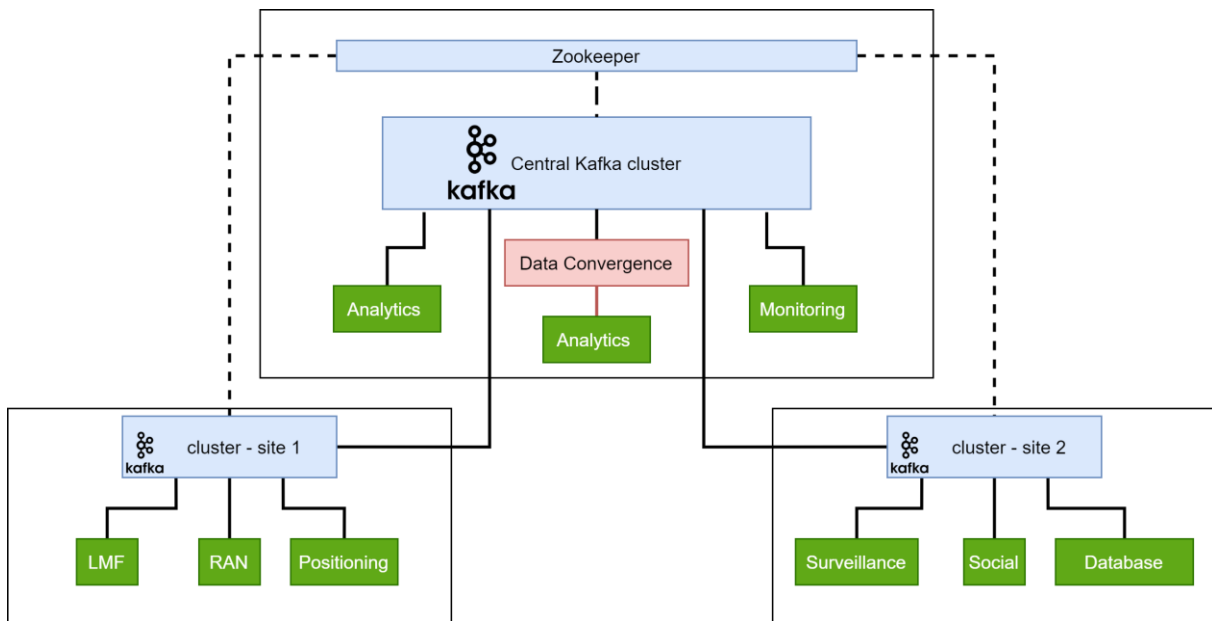 Zookeeper
kafka
Central Kafka cluster
Data Convergence
Analytics
Monitoring
Analytics
kafka
cluster - site 1
kafka
cluster - site 2
LMF
RAN
Positioning
Surveillance
Social
Database